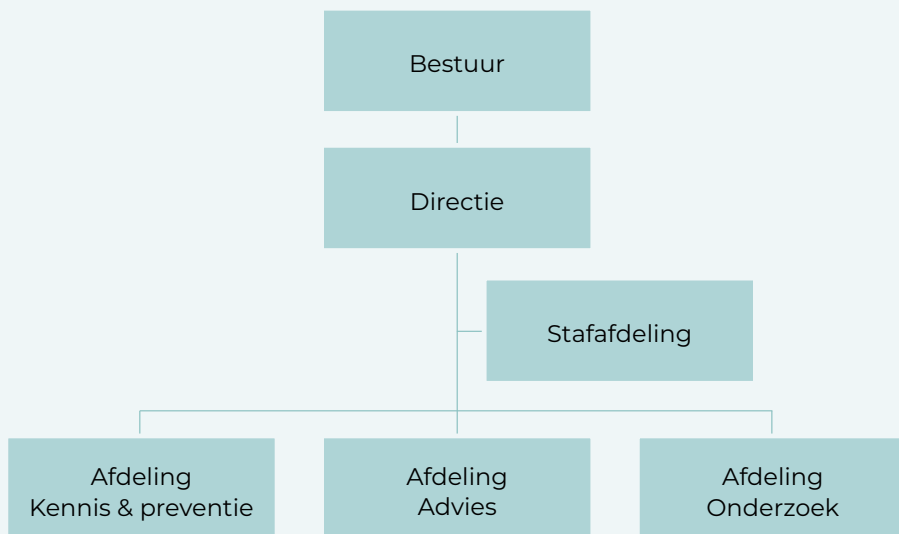 Bestuur
Directie
Stafafdeling
Afdeling
Kennis & preventie
Afdeling
Advies
Afdeling
Onderzoek